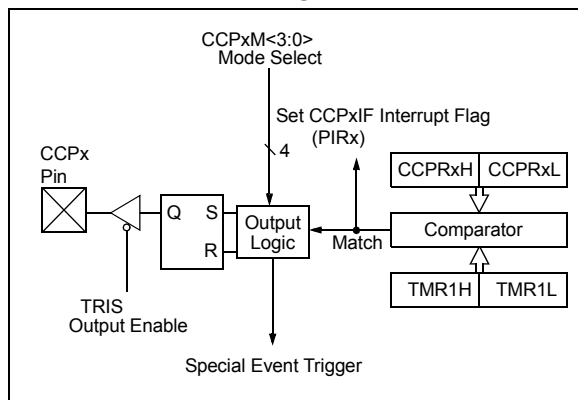 CCPxM<3:0>
Mode Select
Set CCPxIF Interrupt Flag
(PIRx)
4
CCPx
Pin
CCPRxH
CCPRxL
Q
S
R
Output
Logic
Match
Comparator
TMR1H
TMR1L
TRIS
Output Enable
Special Event Trigger